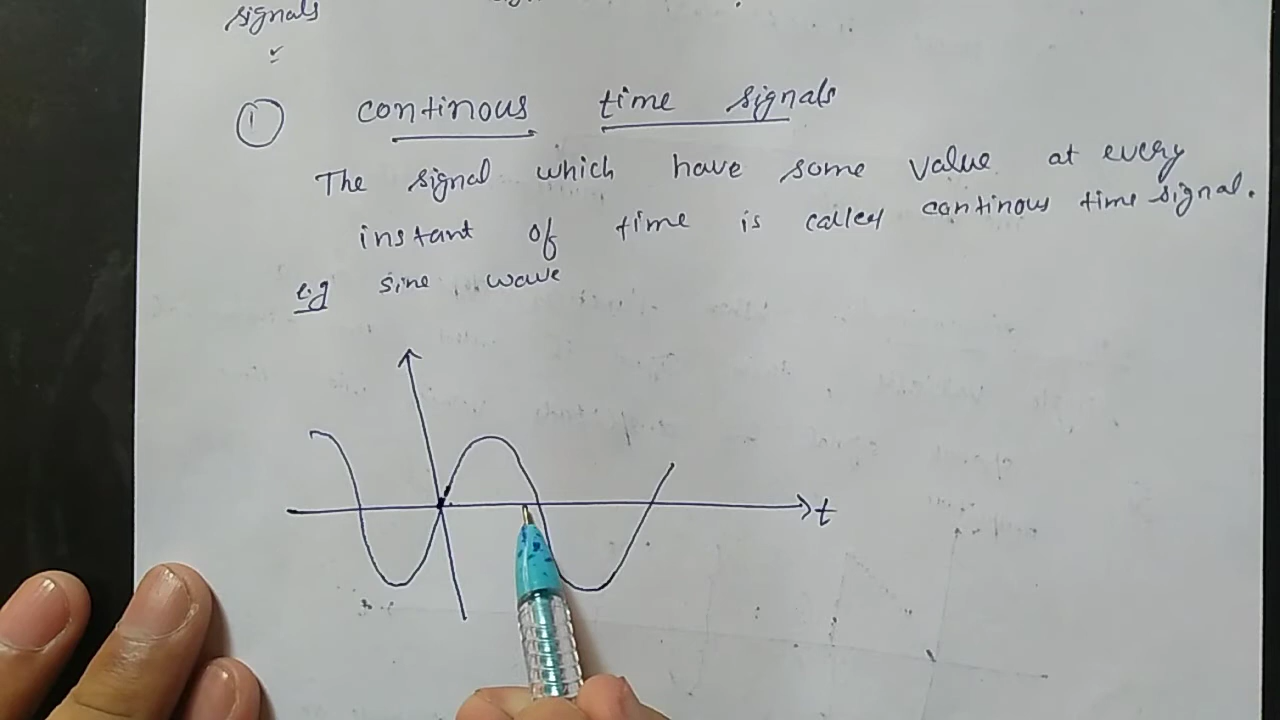 signals
① continous time signals
The signal which have some value at every
instant of time is called continous time signal.
e.g sine wave
t